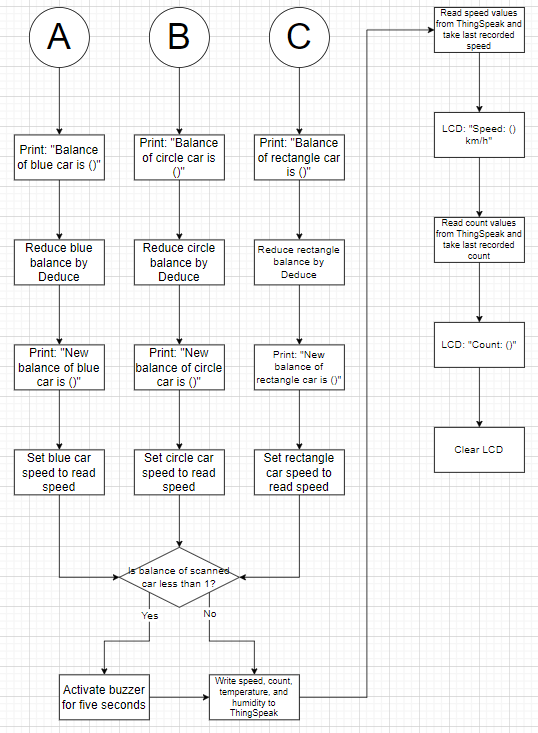 A
Print: "Balance
of blue car is ()"
Reduce blue
balance by
Deduce
Print: "New
balance of blue
car is ()"
Set blue car
speed to read
speed
B
Print: "Balance
of circle car is
()"
Reduce circle
balance by
Deduce
Print: "New
balance of circle
car is ()"
Set circle car
speed to read
speed
C
Print: "Balance
of rectangle car
is ()"
Reduce rectangle
balance by
Deduce
Print: "New
balance of
rectangle car is ()"
Set rectangle
car speed to
read speed
Is balance of scanned
car less than 1?
Yes
No
Activate buzzer
for five seconds
Write speed, count,
temperature, and
humidity to
ThingSpeak
Read speed values
from ThingSpeak and
take last recorded
speed
LCD: "Speed: ()
km/h"
Read count values
from ThingSpeak and
take last recorded
count
LCD: "Count: ()"
Clear LCD